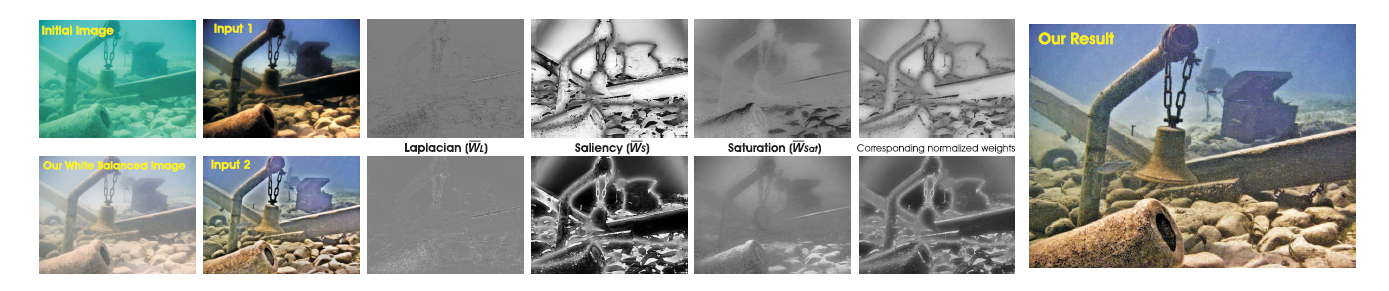 Initial Image
Input 1
Our Result
Laplacian (W̅L)
Saliency (W̅S)
Saturation (W̅Sat)
Corresponding normalized weights
Our White Balanced Image
Input 2